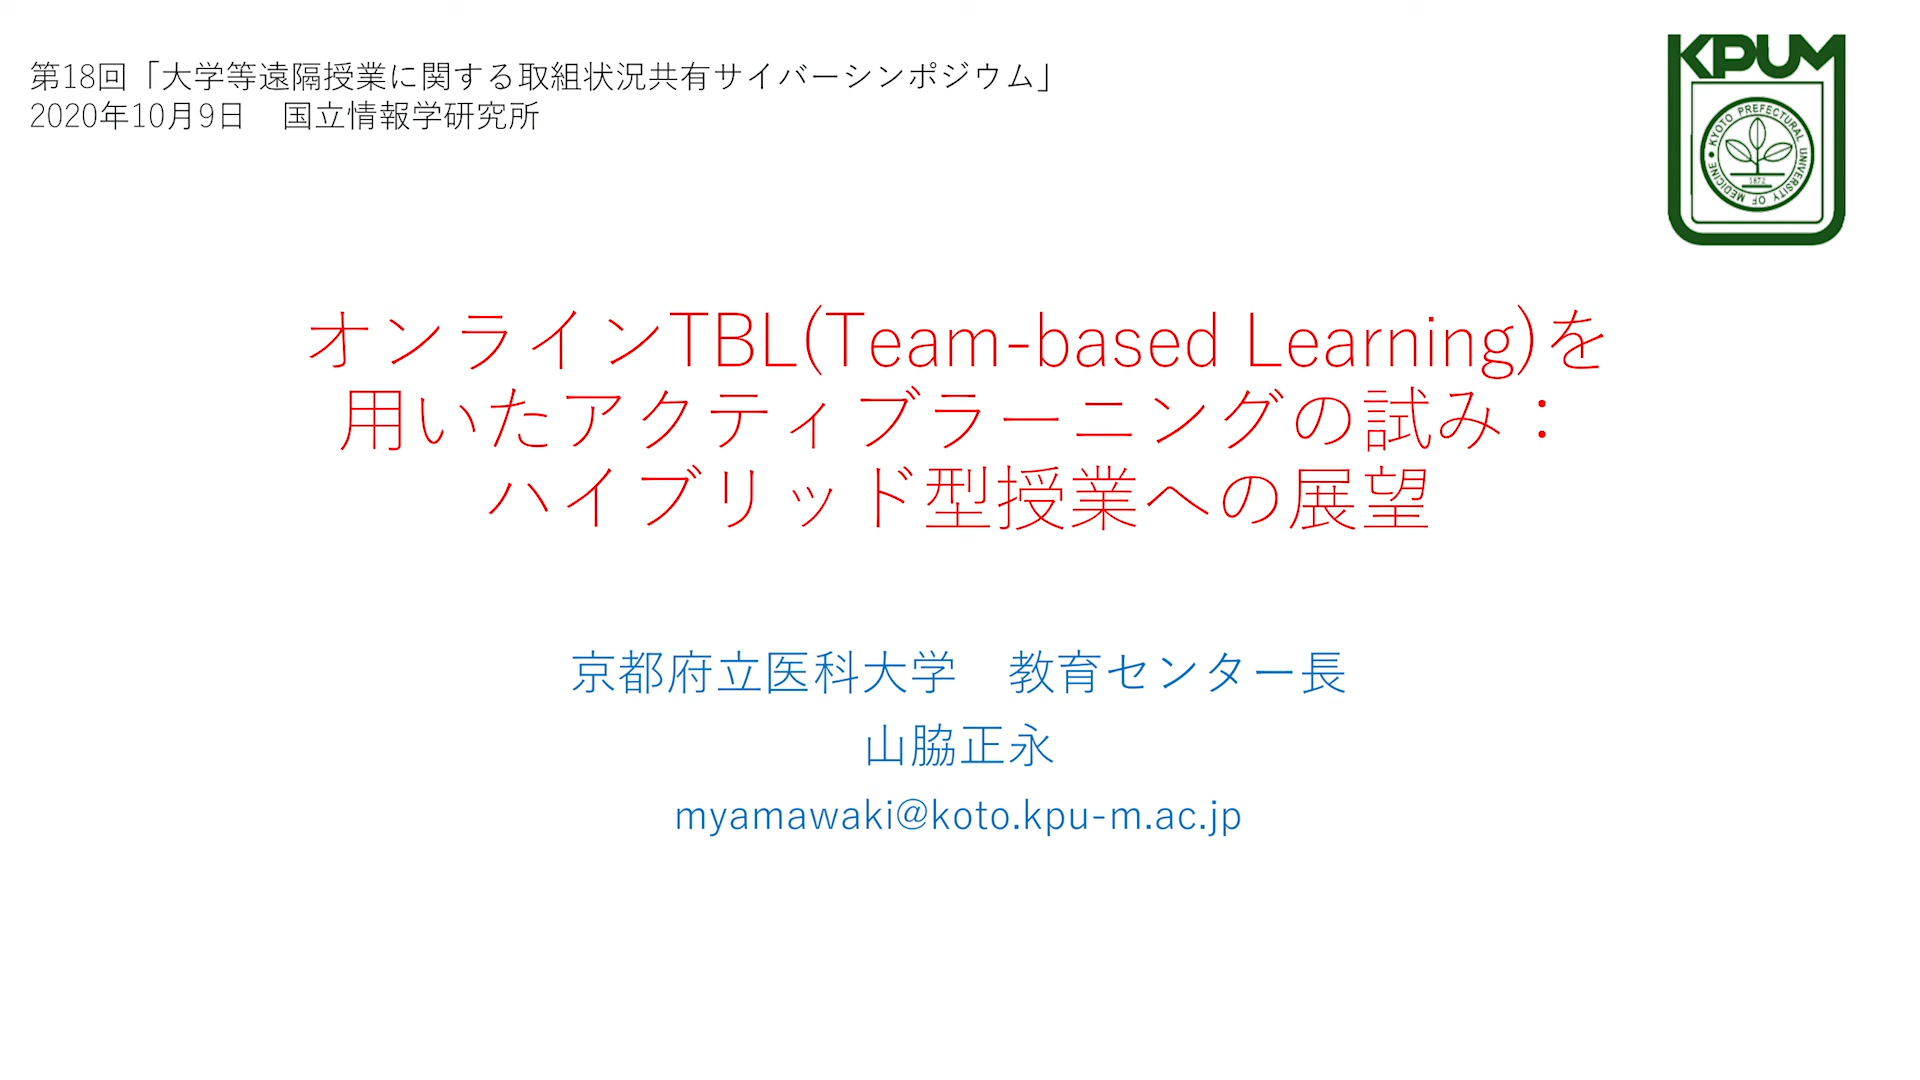 第18回「大学等遠隔授業に関する取組状況共有サイバーシンポジウム」
2020年10月9日　国立情報学研究所
KPUM
KYOTO PREFECTURAL UNIVERSITY OF MEDICINE
1872
オンラインTBL(Team-based Learning)を
用いたアクティブラーニングの試み：
ハイブリッド型授業への展望
京都府立医科大学　教育センター長
山脇正永
myamawaki@koto.kpu-m.ac.jp